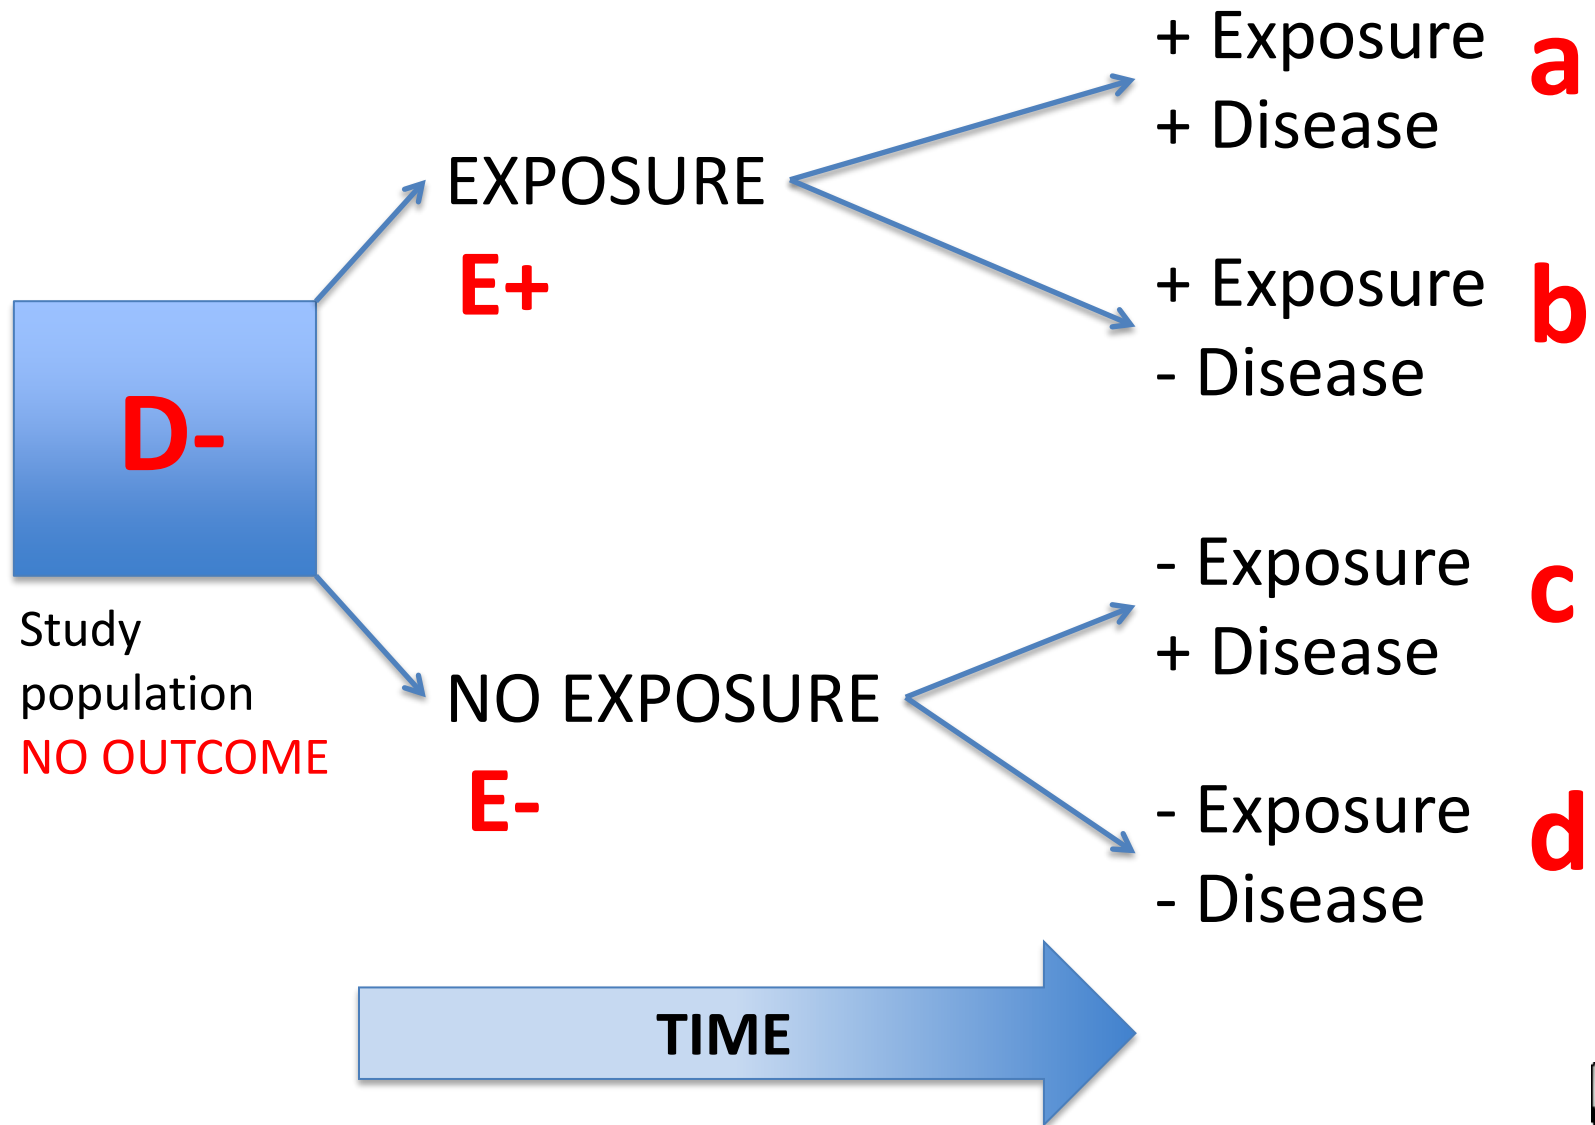 + Exposure
a
+ Disease
EXPOSURE
E+
+ Exposure
b
- Disease
D-
Study
population
NO OUTCOME
NO EXPOSURE
E-
- Exposure
c
+ Disease
- Exposure
d
- Disease
TIME